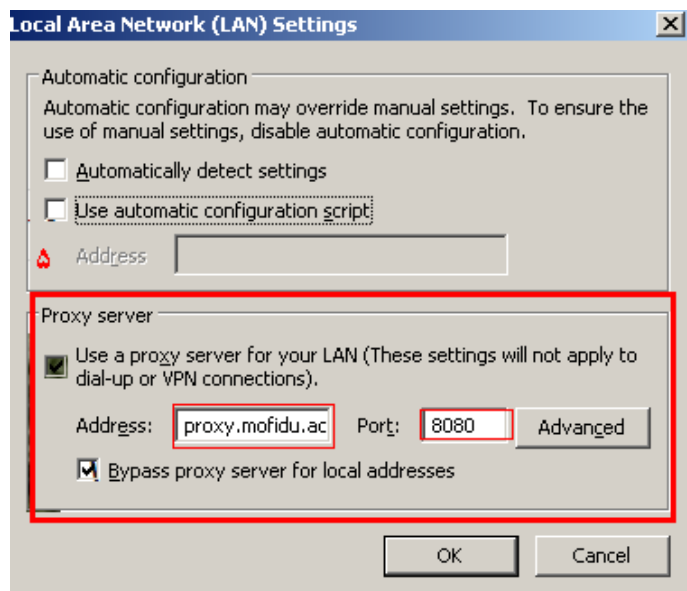 Local Area Network (LAN) Settings
Automatic configuration
Automatic configuration may override manual settings. To ensure the
use of manual settings, disable automatic configuration.
Automatically detect settings
Use automatic configuration script
۵ Address
Proxy server
Use a proxy server for your LAN (These settings will not apply to
dial-up or VPN connections).
Address: proxy.mofidu.ac Port: 8080 Advanced
Bypass proxy server for local addresses
OK Cancel